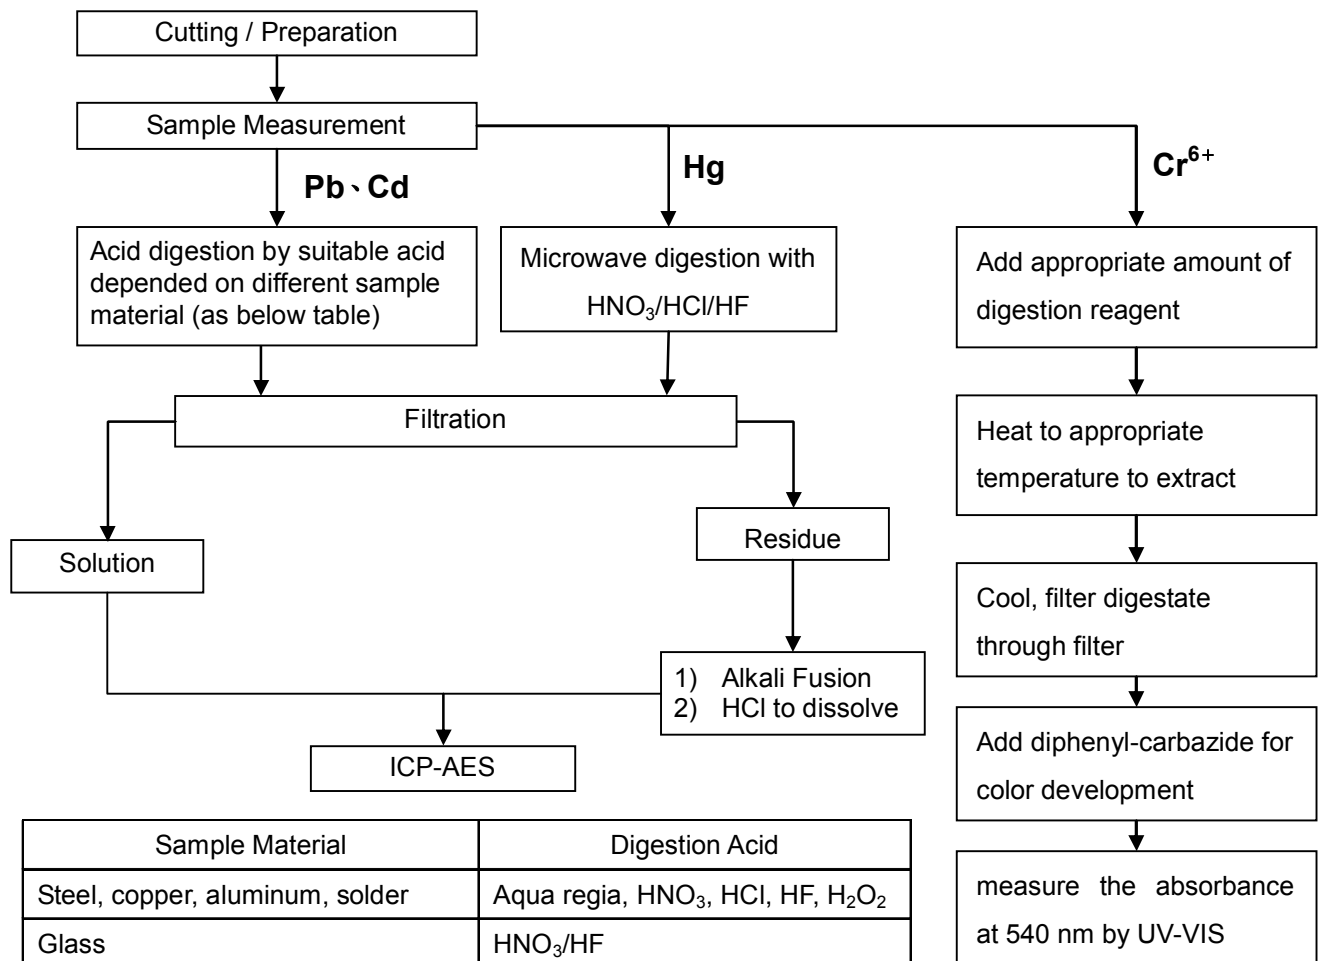 Cutting / Preparation
Sample Measurement
Pb、Cd
Hg
Cr⁶⁺
Acid digestion by suitable acid
depended on different sample
material (as below table)
Microwave digestion with
HNO₃/HCl/HF
Add appropriate amount of
digestion reagent
Filtration
Heat to appropriate
temperature to extract
Solution
Residue
Cool, filter digestate
through filter
1) Alkali Fusion
2) HCl to dissolve
ICP-AES
Add diphenyl-carbazide for
color development
measure the absorbance
at 540 nm by UV-VIS
Sample Material Digestion Acid
Steel, copper, aluminum, solder Aqua regia, HNO₃, HCl, HF, H₂O₂
Glass HNO₃/HF